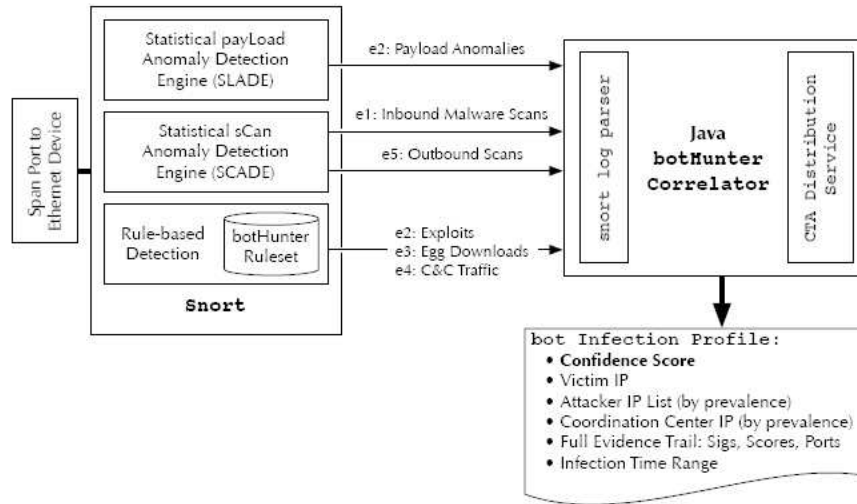 Span Port to
Ethernet Device
Statistical payLoad
Anomaly Detection
Engine (SLADE)
Statistical sCan
Anomaly Detection
Engine (SCADE)
Rule-based
Detection
botHunter
Ruleset
Snort
e2: Payload Anomalies
e1: Inbound Malware Scans
e5: Outbound Scans
e2: Exploits
e3: Egg Downloads
e4: C&C Traffic
snort log parser
Java
botHunter
Correlator
CTA Distribution
Service
bot Infection Profile:
• Confidence Score
• Victim IP
• Attacker IP List (by prevalence)
• Coordination Center IP (by prevalence)
• Full Evidence Trail: Sigs, Scores, Ports
• Infection Time Range